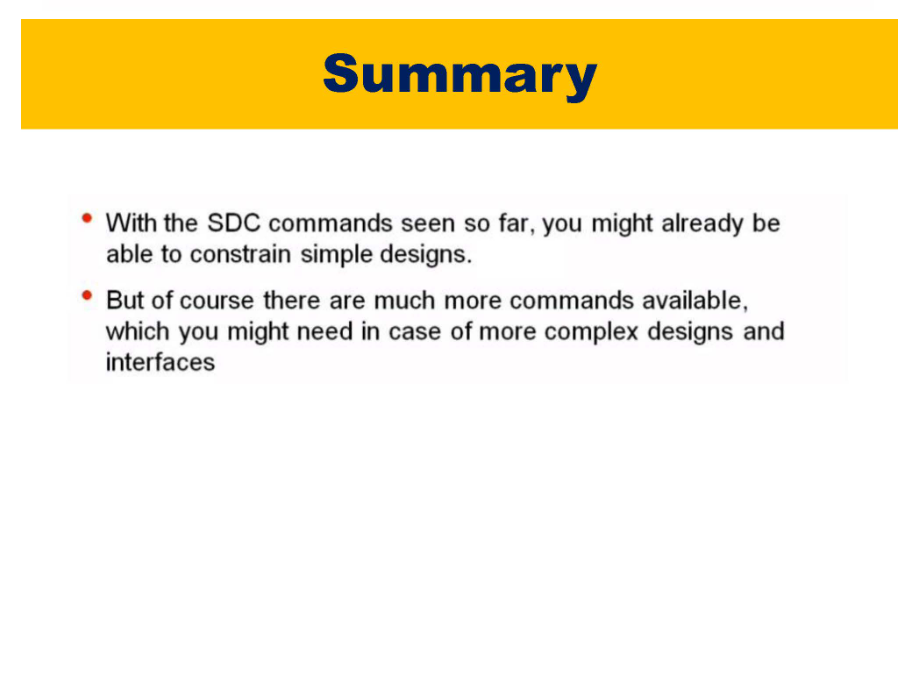 Summary
• With the SDC commands seen so far, you might already be
able to constrain simple designs.
• But of course there are much more commands available,
which you might need in case of more complex designs and
interfaces